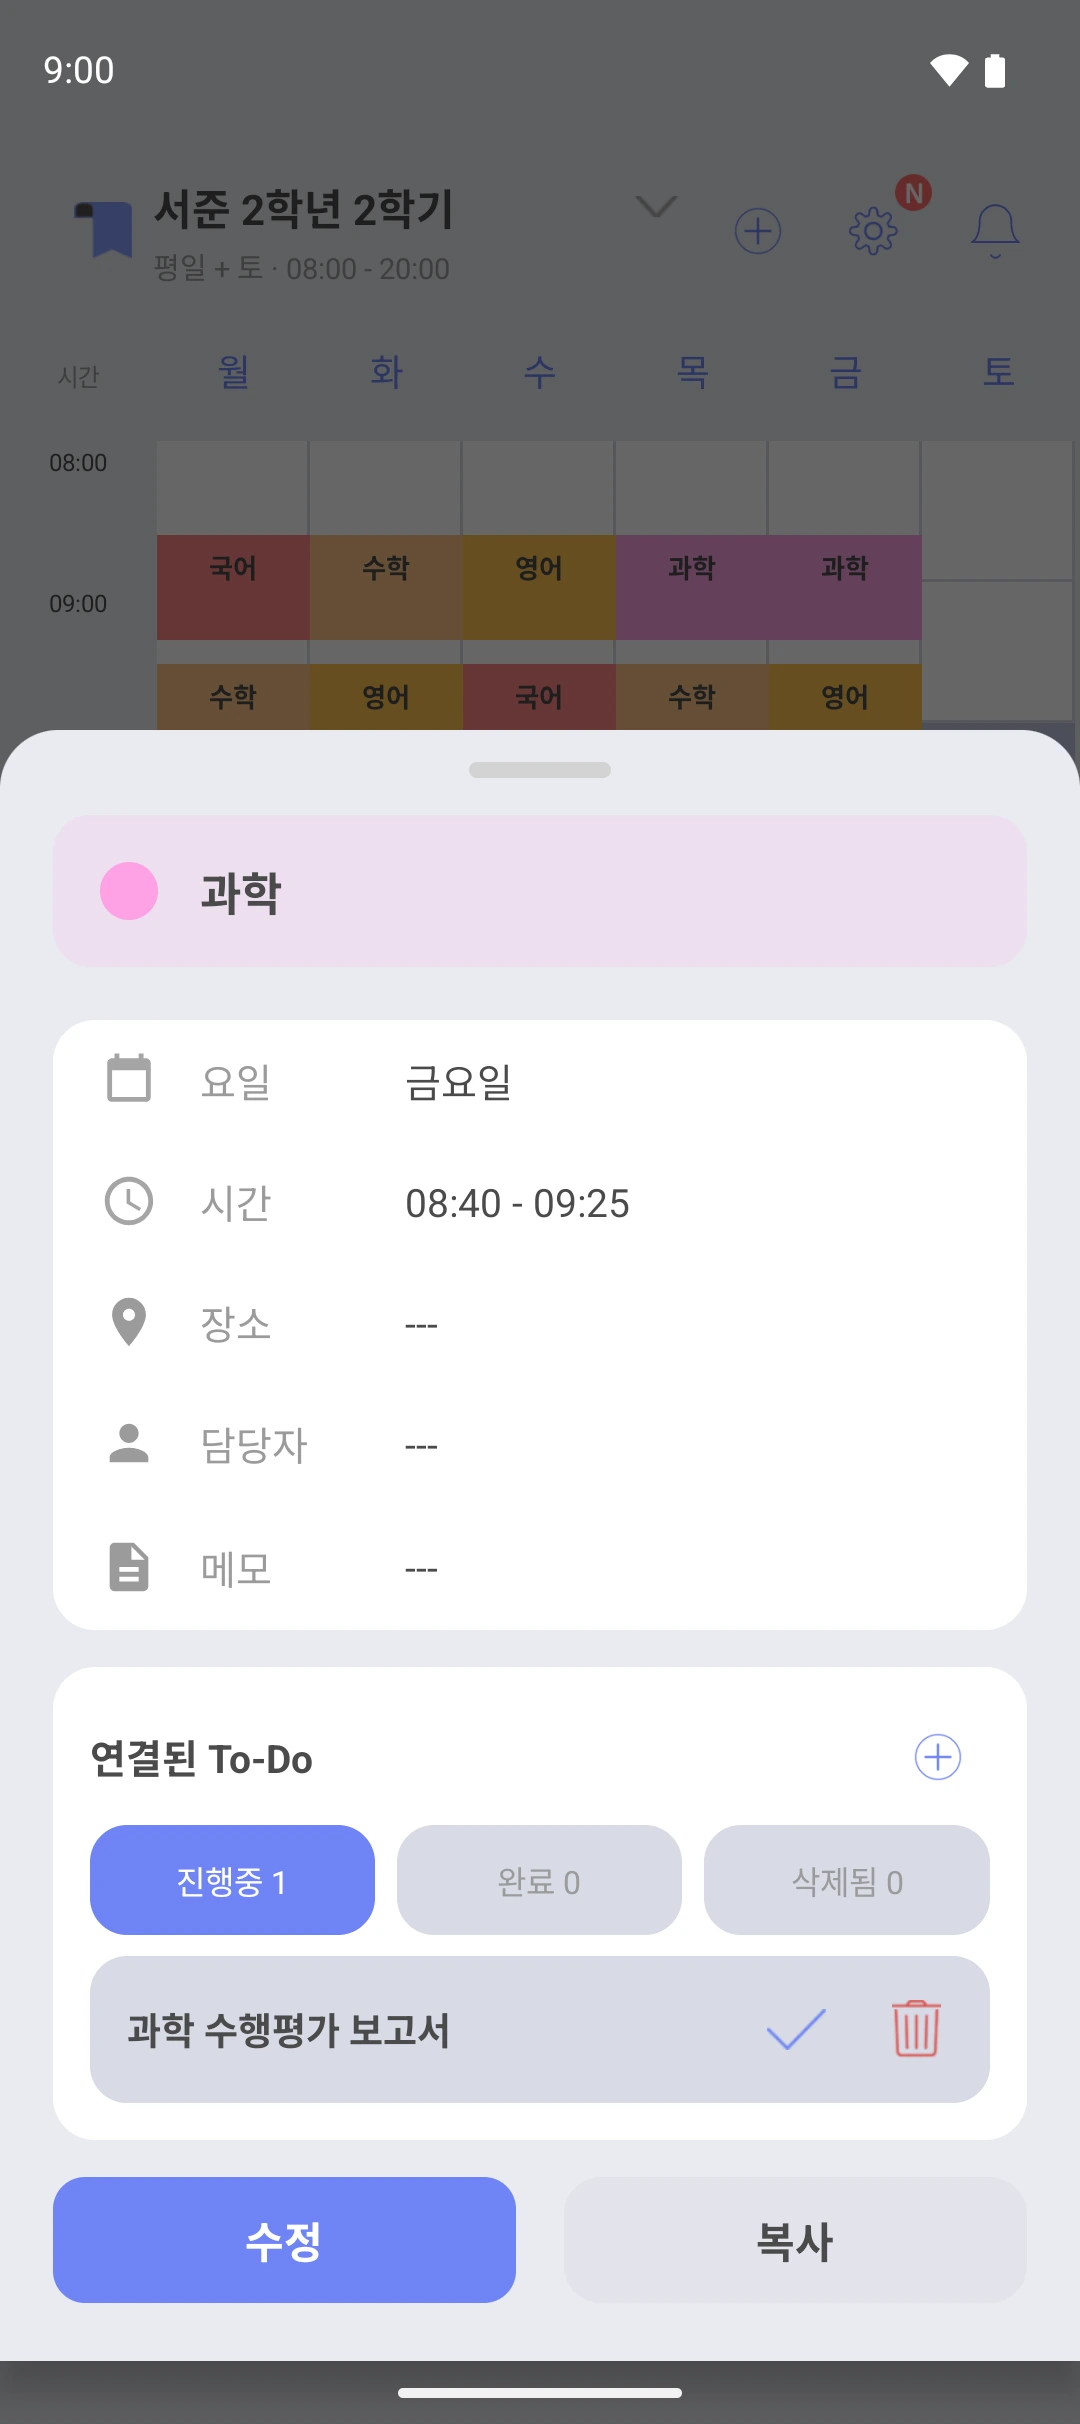 9:00
서준 2학년 2학기
N
평일 + 토 · 08:00 - 20:00
시간 월 화 수 목 금 토
08:00
국어 수학 영어 과학 과학
09:00
수학 영어 국어 수학 영어
과학
요일 금요일
시간 08:40 - 09:25
장소 ---
담당자 ---
메모 ---
연결된 To-Do
진행중 1 완료 0 삭제됨 0
과학 수행평가 보고서
수정 복사